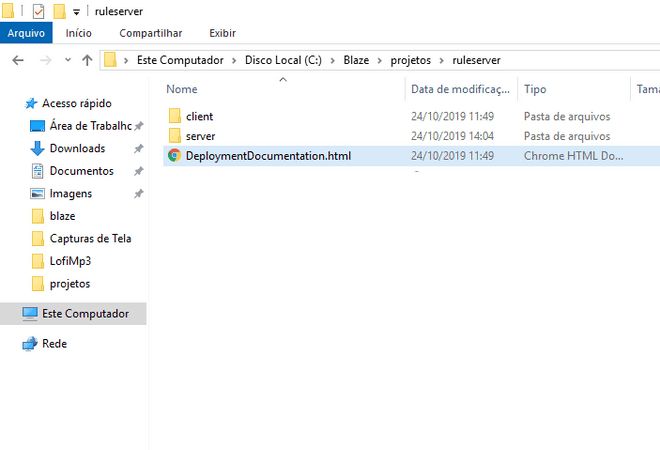 ruleserver
Arquivo Início Compartilhar Exibir
Este Computador > Disco Local (C:) > Blaze > projetos > ruleserver
Nome Data de modificaç... Tipo Tama
Acesso rápido
Área de Trabalho
Downloads
Documentos
Imagens
blaze
Capturas de Tela
LofiMp3
projetos
Este Computador
Rede
client 24/10/2019 11:49 Pasta de arquivos
server 24/10/2019 14:04 Pasta de arquivos
DeploymentDocumentation.html 24/10/2019 11:49 Chrome HTML Do...